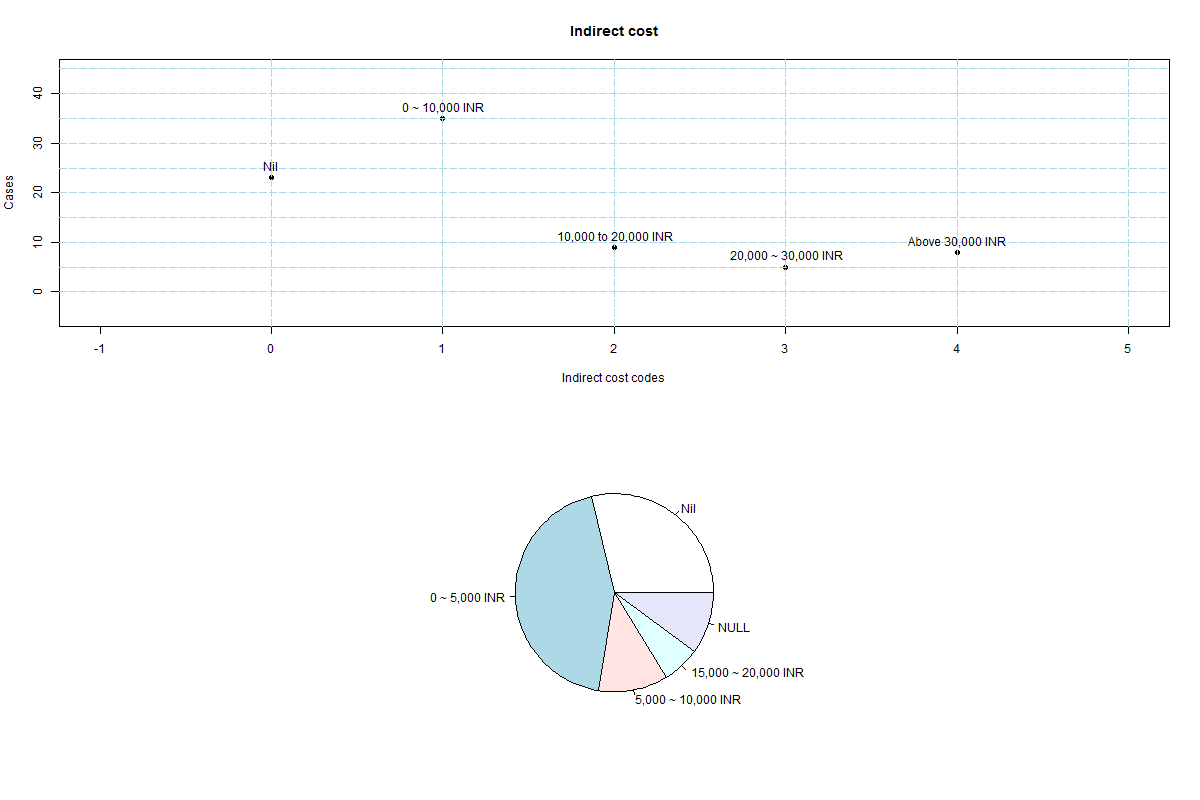 Indirect cost
Cases
40
30
20
10
0
0 ~ 10,000 INR
Nil
10,000 to 20,000 INR
Above 30,000 INR
20,000 ~ 30,000 INR
-1 0 1 2 3 4 5
Indirect cost codes
Nil
0 ~ 5,000 INR
NULL
15,000 ~ 20,000 INR
5,000 ~ 10,000 INR